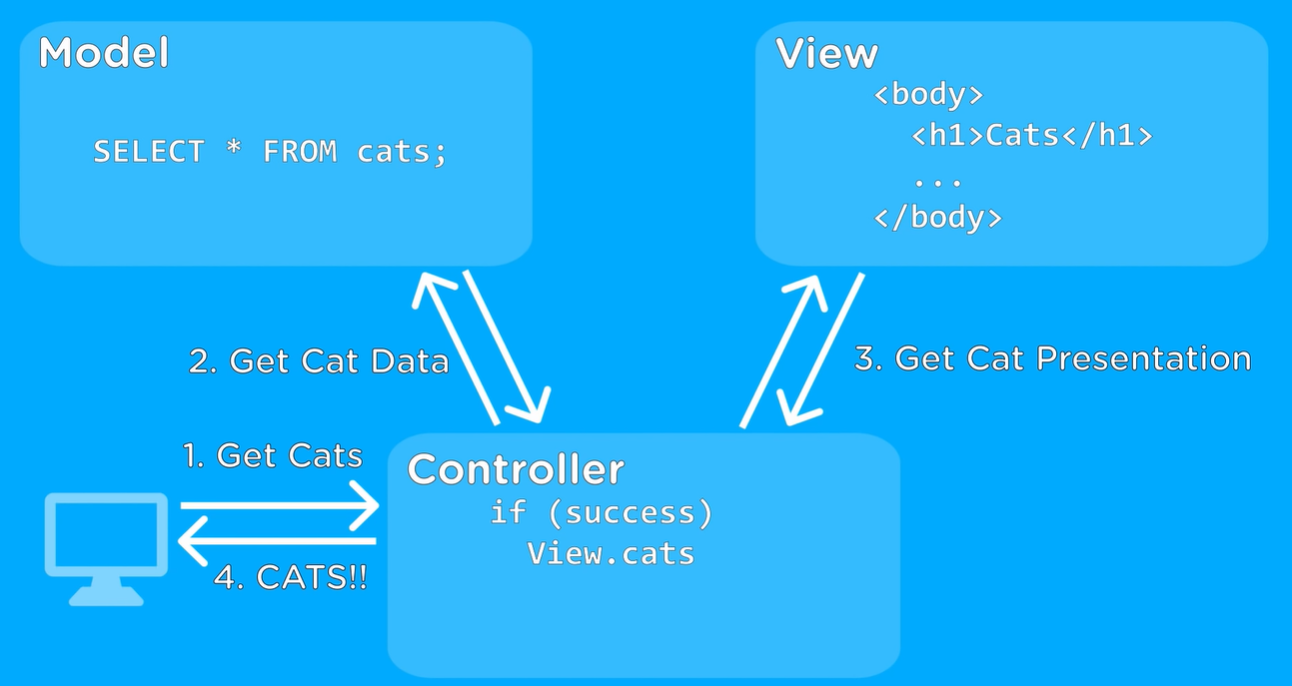 Model
SELECT * FROM cats;
View
<body>
<h1>Cats</h1>
...
</body>
2. Get Cat Data
3. Get Cat Presentation
1. Get Cats
4. CATS!!
Controller
if (success)
View.cats